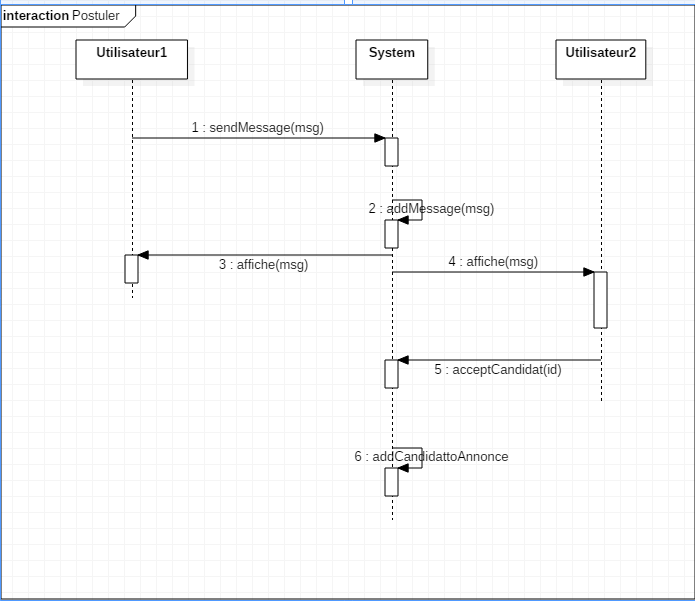 interaction Postuler
Utilisateur1
System
Utilisateur2
1 : sendMessage(msg)
2 : addMessage(msg)
3 : affiche(msg)
4 : affiche(msg)
5 : acceptCandidat(id)
6 : addCandidattoAnnonce